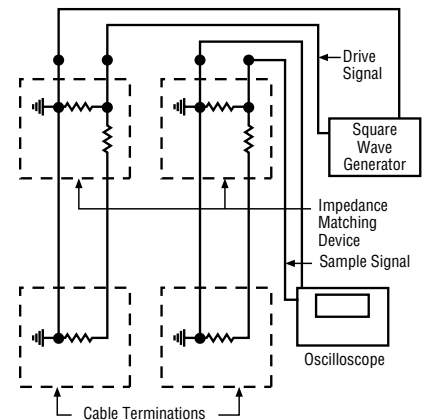 Drive
Signal
Square
Wave
Generator
Impedance
Matching
Device
Sample Signal
Oscilloscope
Cable Terminations